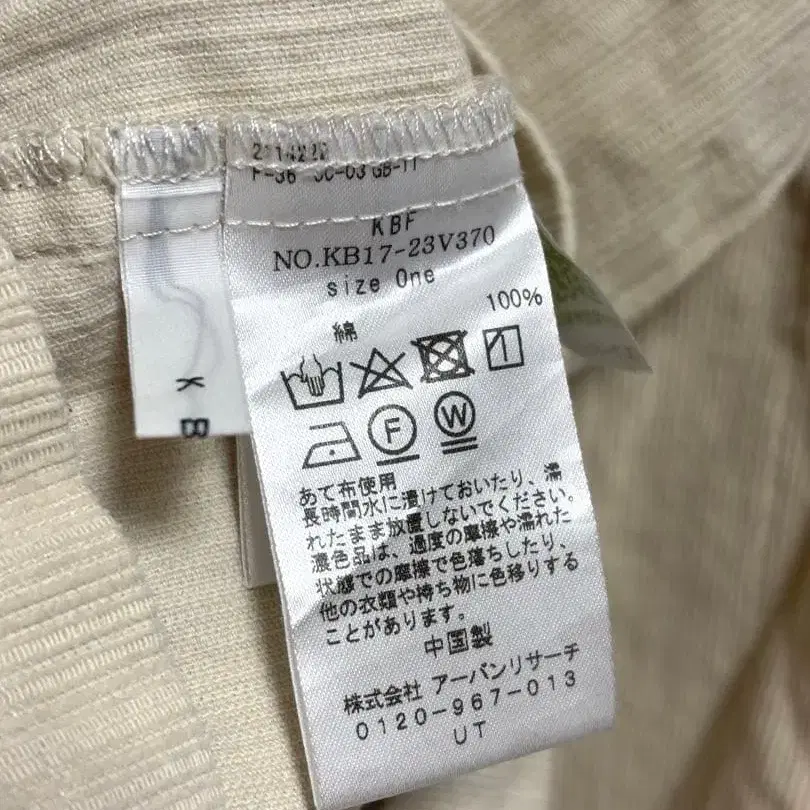 KBF
NO.KB17-23V370
size One
100%
綿
F
W
あて布使用
長時間水に漬けておいたり、濡
れたまま放置しないでください。
濃色品は、過度の摩擦や濡れた
状態での摩擦で色落ちしたり、
他の衣類や持ち物に色移りする
ことがあります。
中国製
株式会社 アーバンリサーチ
0120-967-013
UT
K B